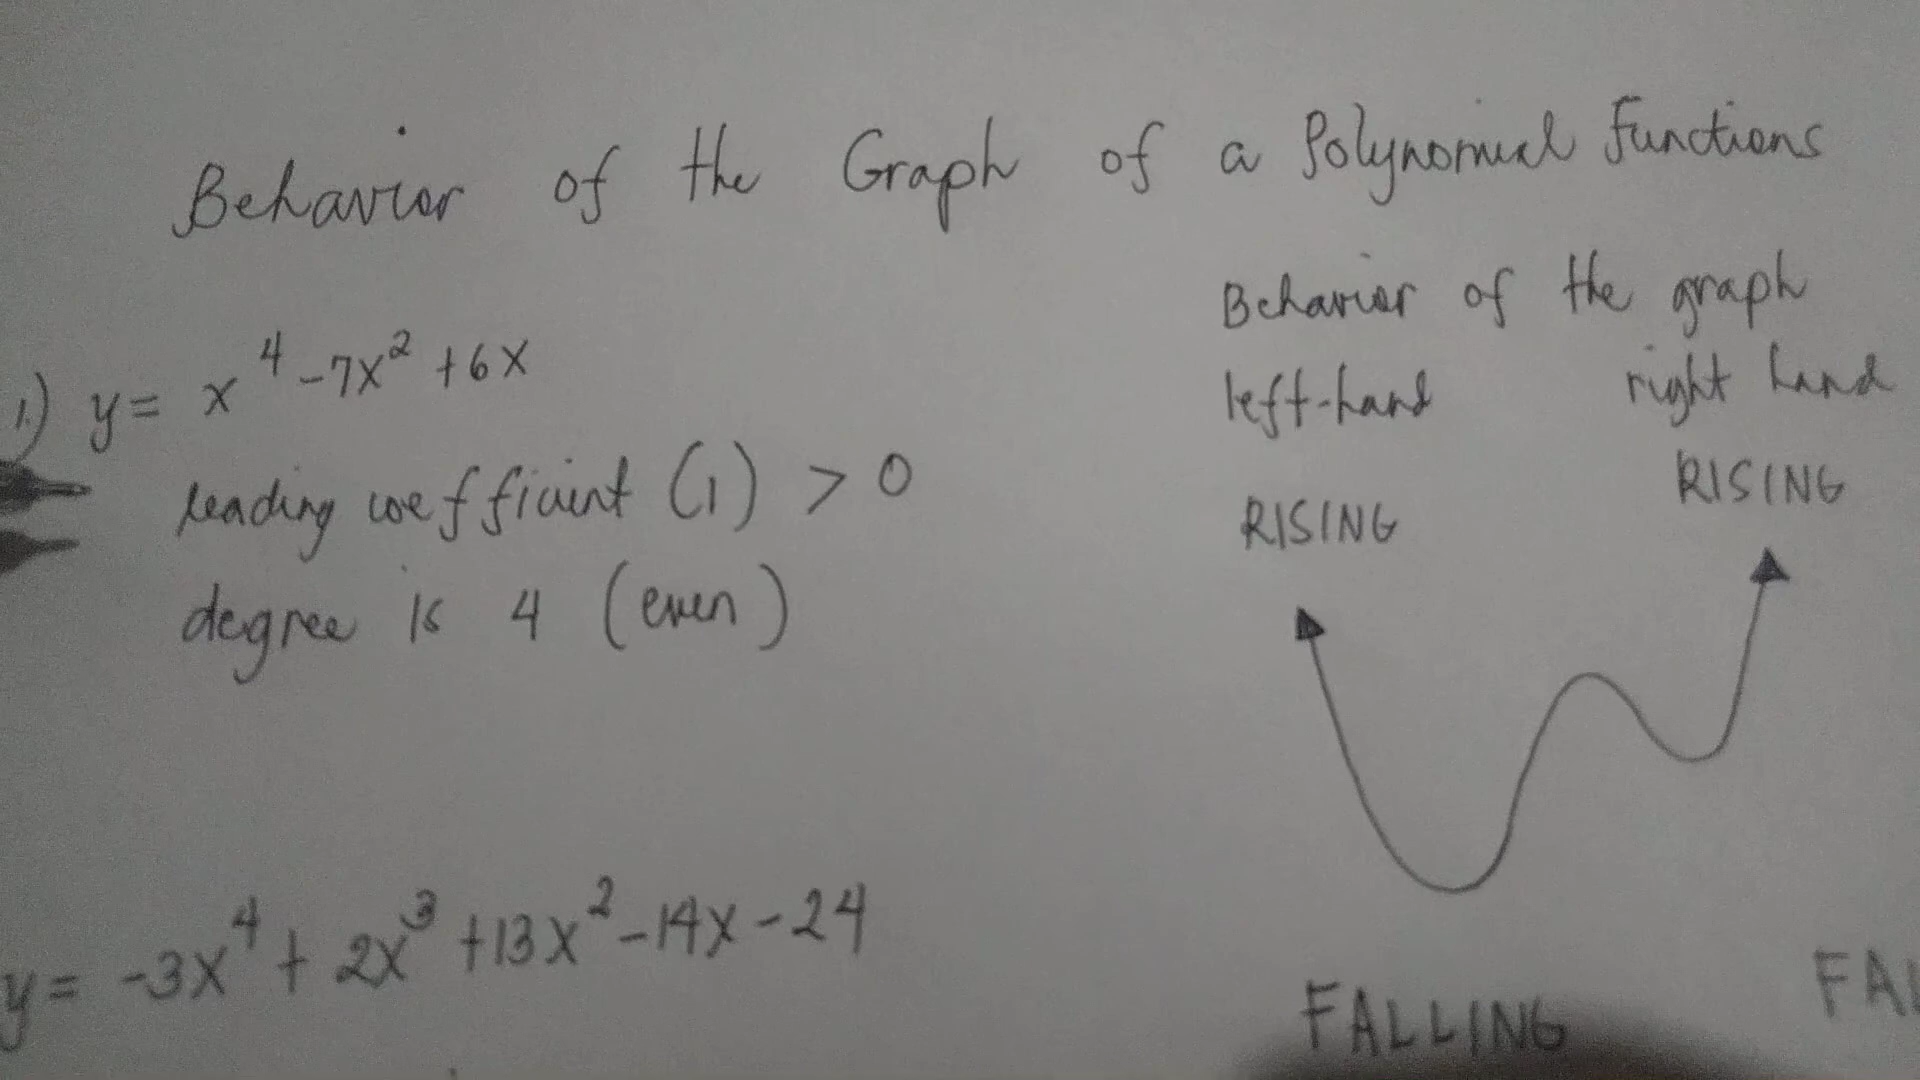 Behavior of the Graph of a Polynomial Functions
Behavior of the graph
left-hand right hand
1.) y = x⁴ - 7x² + 6x
leading coefficient (1) > 0
degree is 4 (even)
RISING RISING
y = -3x⁴ + 2x³ + 13x² - 14x - 24
FALLING FAL